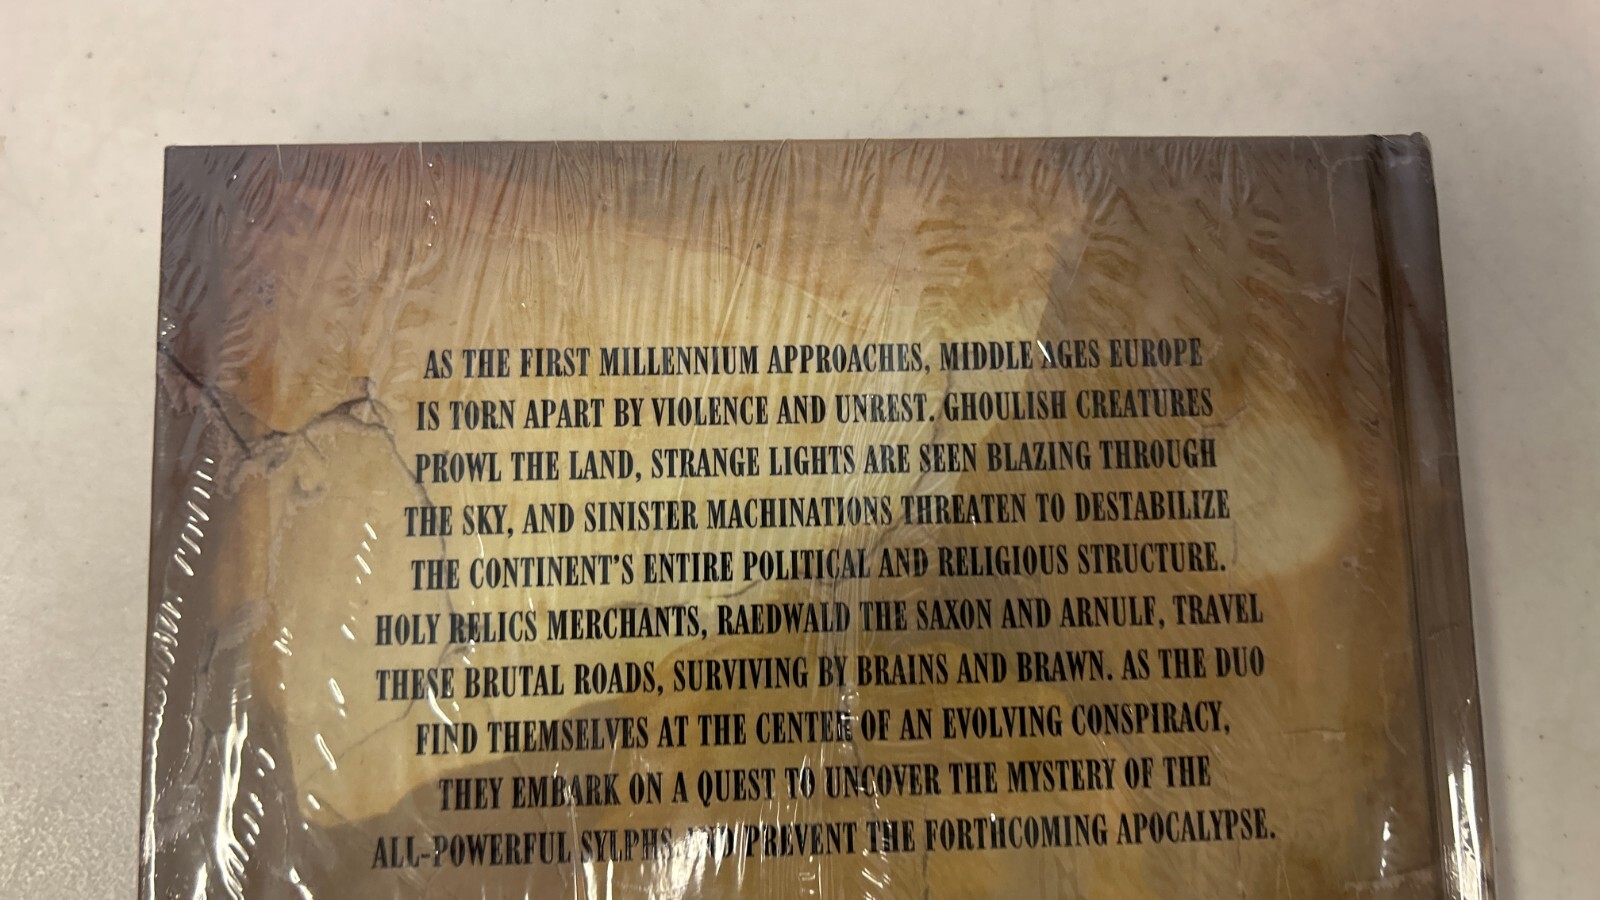 AS THE FIRST MILLENNIUM APPROACHES, MIDDLE AGES EUROPE
IS TORN APART BY VIOLENCE AND UNREST. GHOULISH CREATURES
PROWL THE LAND, STRANGE LIGHTS ARE SEEN BLAZING THROUGH
THE SKY, AND SINISTER MACHINATIONS THREATEN TO DESTABILIZE
THE CONTINENT'S ENTIRE POLITICAL AND RELIGIOUS STRUCTURE.
HOLY RELICS MERCHANTS, RAEDWALD THE SAXON AND ARNULF, TRAVEL
THESE BRUTAL ROADS, SURVIVING BY BRAINS AND BRAWN. AS THE DUO
FIND THEMSELVES AT THE CENTER OF AN EVOLVING CONSPIRACY,
THEY EMBARK ON A QUEST TO UNCOVER THE MYSTERY OF THE
ALL-POWERFUL SYLPHS AND PREVENT THE FORTHCOMING APOCALYPSE.